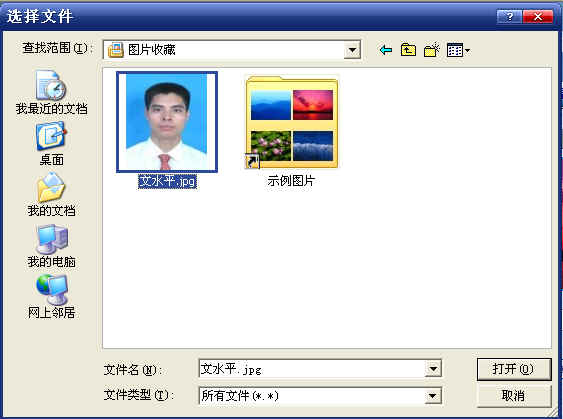 选择文件
查找范围(I):
图片收藏
我最近的文档
桌面
我的文档
我的电脑
网上邻居
文水平.jpg
示例图片
文件名(N):
文水平.jpg
打开(O)
文件类型(T):
所有文件(*.*)
取消